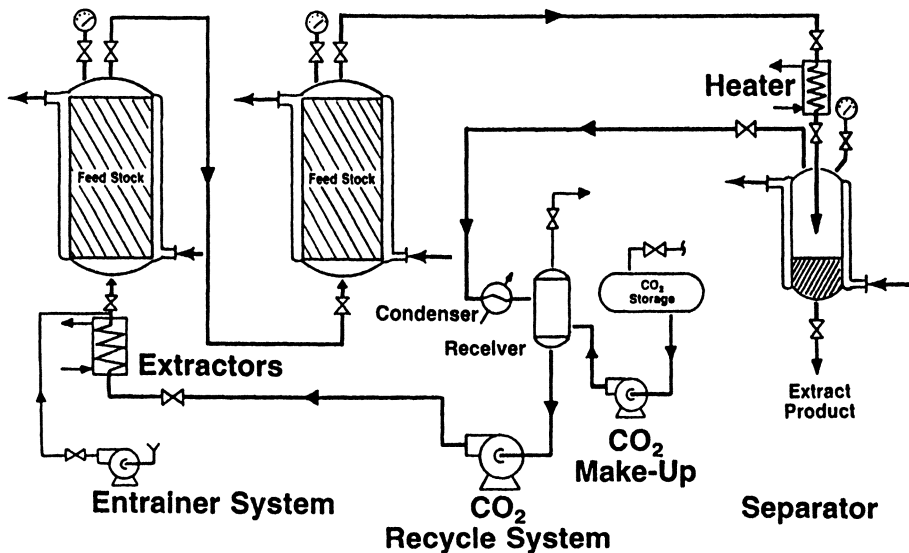 Heater
Feed Stock
Feed Stock
CO₂
Storage
Condenser
Receiver
Extractors
Extract
Product
CO₂
Make-Up
Entrainer System
Separator
CO₂
Recycle System